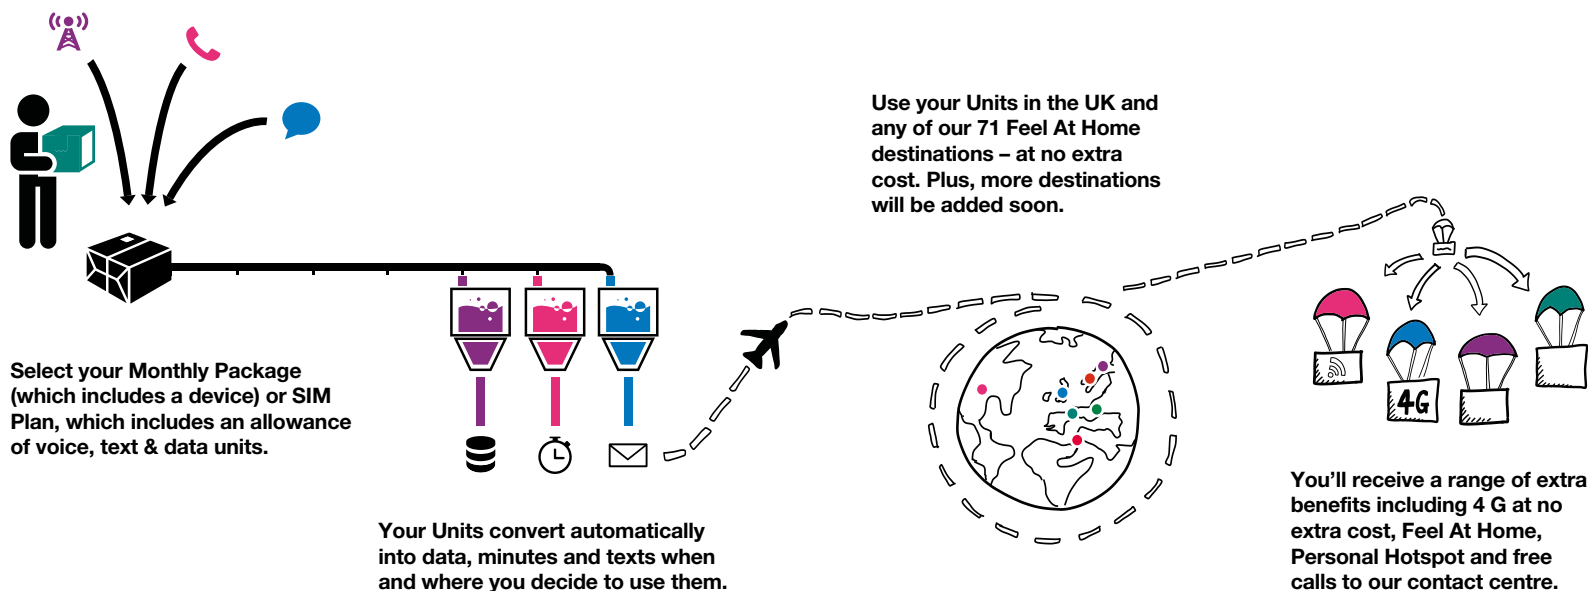 Select your Monthly Package
(which includes a device) or SIM
Plan, which includes an allowance
of voice, text & data units.
Your Units convert automatically
into data, minutes and texts when
and where you decide to use them.
Use your Units in the UK and
any of our 71 Feel At Home
destinations – at no extra
cost. Plus, more destinations
will be added soon.
4G
You’ll receive a range of extra
benefits including 4 G at no
extra cost, Feel At Home,
Personal Hotspot and free
calls to our contact centre.